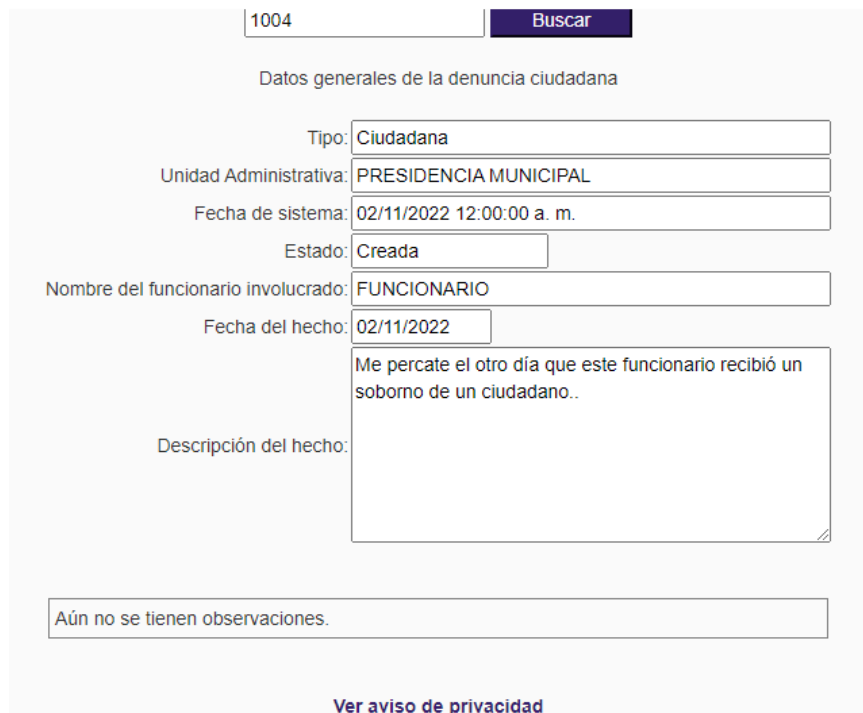 1004 Buscar
Datos generales de la denuncia ciudadana
Tipo: Ciudadana
Unidad Administrativa: PRESIDENCIA MUNICIPAL
Fecha de sistema: 02/11/2022 12:00:00 a. m.
Estado: Creada
Nombre del funcionario involucrado: FUNCIONARIO
Fecha del hecho: 02/11/2022
Descripción del hecho: Me percate el otro día que este funcionario recibió un
soborno de un ciudadano..
Aún no se tienen observaciones.
Ver aviso de privacidad